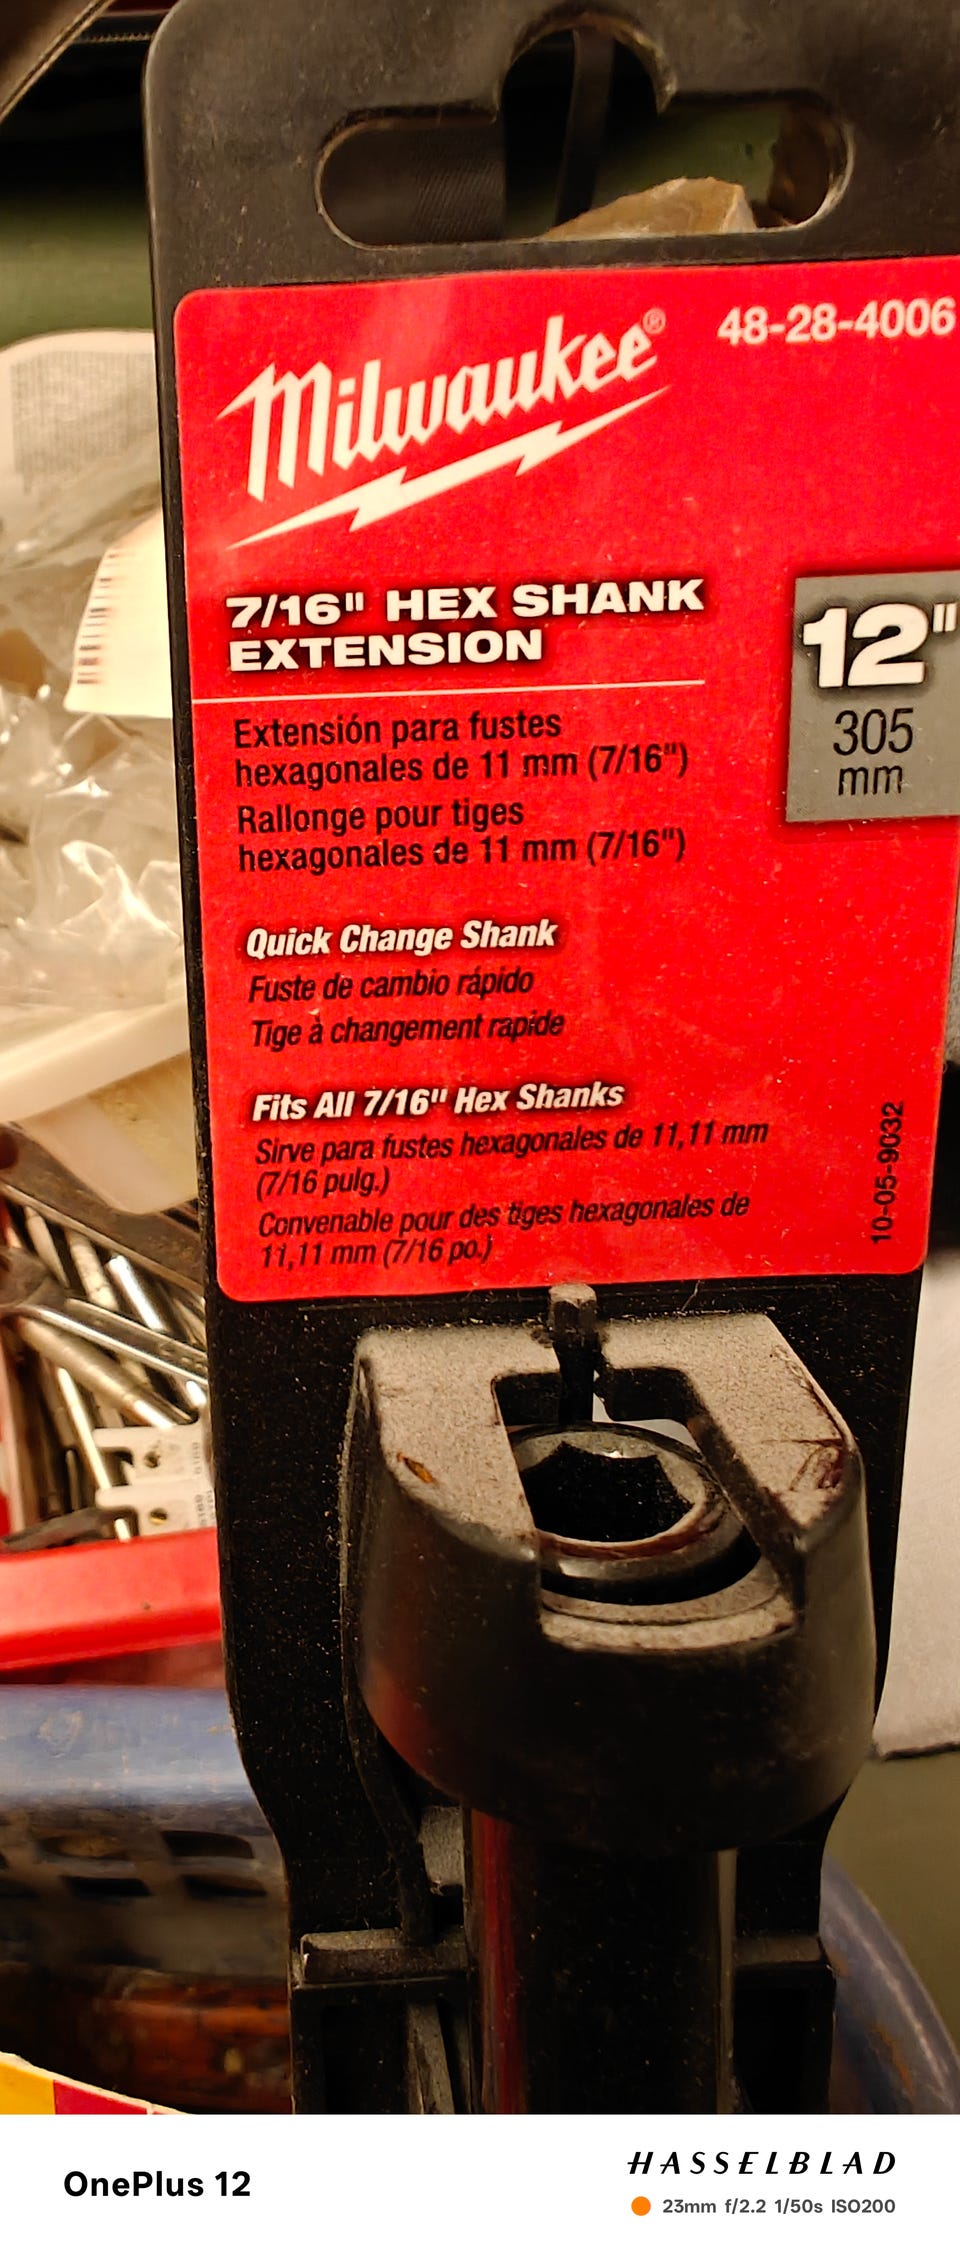 Milwaukee®
48-28-4006
7/16" HEX SHANK
EXTENSION
12"
305
mm
Extensión para fustes
hexagonales de 11 mm (7/16")
Rallonge pour tiges
hexagonales de 11 mm (7/16")
Quick Change Shank
Fuste de cambio rápido
Tige à changement rapide
Fits All 7/16" Hex Shanks
Sirve para fustes hexagonales de 11,11 mm
(7/16 pulg.)
Convenable pour des tiges hexagonales de
11,11 mm (7/16 po.)
10-05-9032
OnePlus 12
HASSELBLAD
23mm f/2.2 1/50s ISO200